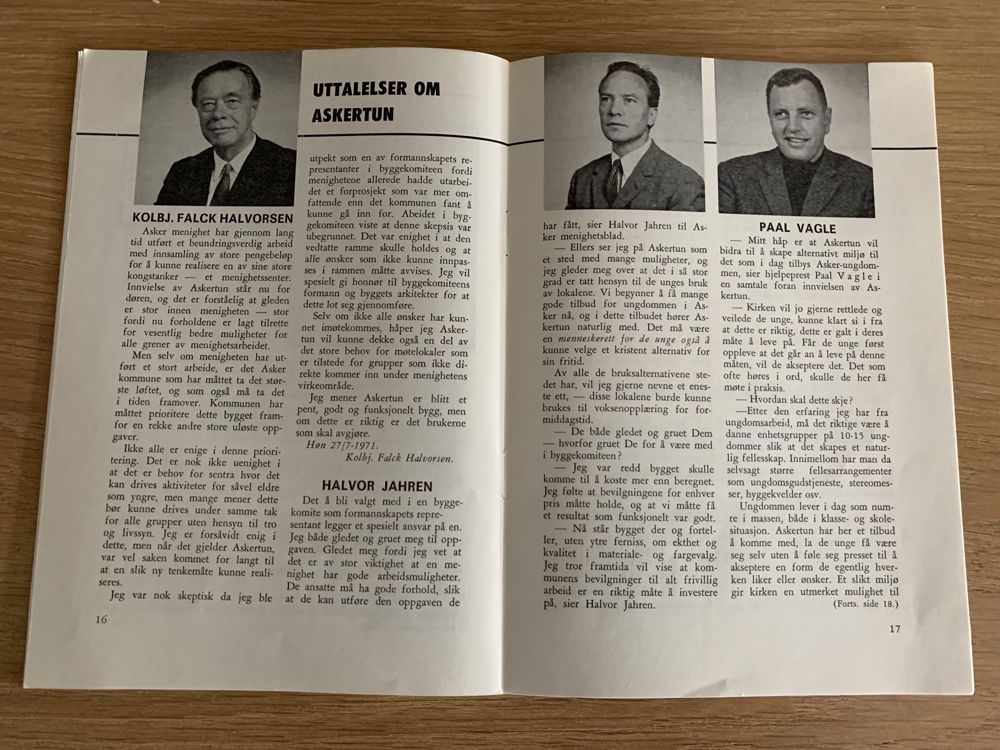 UTTALELSER OM
ASKERTUN
KOLBJ. FALCK HALVORSEN
Asker menighet har gjennom lang
tid utført et beundringsverdig arbeid
med innsamling av store pengebeløp
for å kunne realisere en av sine store
kongstanker — et menighetssenter.
Innvielse av Askertun står nu for
døren, og det er forståelig at gleden
er stor innen menigheten — stor
fordi nu forholdene er lagt tilrette
for vesentlig bedre muligheter for
alle grener av menighetsarbeidet.
Men selv om menigheten har ut-
ført et stort arbeide, er det Asker
kommune som har måttet ta det stør-
ste løftet, og som også må ta det
i tiden framover. Kommunen har
måttet prioritere dette bygget fram-
for en rekke andre store uløste opp-
gaver.
Ikke alle er enige i denne priori-
tering. Det er nok ikke uenighet i
at det er behov for sentra hvor det
kan drives aktiviteter for såvel eldre
som yngre, men mange mener dette
bør kunne drives under samme tak
for alle grupper uten hensyn til tro
og livssyn. Jeg er forsåvidt enig i
dette, men når det gjelder Askertun,
var vel saken kommet for langt til
at en slik ny tenkemåte kunne reali-
seres.
Jeg var nok skeptisk da jeg ble
utpekt som en av formannskapets re-
presentanter i byggekomiteen fordi
menighetene allerede hadde utarbei-
det et forprosjekt som var mer om-
fattende enn det kommunen fant å
kunne gå inn for. Abeidet i byg-
gekomiteen viste at denne skepsis var
ubegrunnet. Det var enighet i at den
vedtatte ramme skulle holdes og at
alle ønsker som ikke kunne innpas-
ses i rammen måtte avvises. Jeg vil
spesielt gi honnør til byggekomiteens
formann og byggets arkitekter for at
dette lot seg gjennomføre.
Selv om ikke alle ønsker har kun-
net imøtekommes, håper jeg Asker-
tun vil kunne dekke også en del av
det store behov for møtelokaler som
er tilstede for grupper som ikke di-
rekte kommer inn under menighetens
virkeområde.
Jeg mener Askertun er blitt et
pent, godt og funksjonelt bygg, men
om dette er riktig er det brukerne
som skal avgjøre.
Høn 27/7-1971.
Kolbj. Falck Halvorsen.
HALVOR JAHREN
Det å bli valgt med i en bygge-
komite som formannskapets repre-
sentant legger et spesielt ansvar på en.
Jeg både gledet og gruet meg til opp-
gaven. Gledet meg fordi jeg vet at
det er av stor viktighet at en me-
nighet har gode arbeidsmuligheter.
De ansatte må ha gode forhold, slik
at de kan utføre den oppgaven de
16
har fått, sier Halvor Jahren til As-
ker menighetsblad.
— Ellers ser jeg på Askertun som
et sted med mange muligheter, og
jeg gleder meg over at det i så stor
grad er tatt hensyn til de unges bruk
av lokalene. Vi begynner å få mange
gode tilbud for ungdommen i As-
ker nå, og i dette tilbudet hører As-
kertun naturlig med. Det må være
en menneskerett for de unge også å
kunne velge et kristent alternativ for
sin fritid.
Av alle de bruksalternativene ste-
det har, vil jeg gjerne nevne et enes-
te ett, — disse lokalene burde kunne
brukes til voksenopplæring for for-
middagstid.
— De både gledet og gruet Dem
— hvorfor gruet De for å være med
i byggekomiteen?
— Jeg var redd bygget skulle
komme til å koste mer enn beregnet.
Jeg følte at bevilgningene for enhver
pris måtte holde, og at vi måtte få
et resultat som funksjonelt var godt.
— Nå står bygget der og fortel-
ler, uten ytre ferniss, om ekthet og
kvalitet i materiale- og fargevalg.
Jeg tror framtida vil vise at kom-
munens bevilgninger til alt frivillig
arbeid er en riktig måte å investere
på, sier Halvor Jahren.
PAAL VAGLE
— Mitt håp er at Askertun vil
bidra til å skape alternativt miljø til
det som i dag tilbys Asker-ungdom-
men, sier hjelpeprest Paal Vagle i
en samtale foran innvielsen av As-
kertun.
— Kirken vil jo gjerne rettlede og
veilede de unge, kunne klart si i fra
at dette er riktig, dette er galt i deres
måte å leve på. Får de unge først
oppleve at det går an å leve på denne
måten, vil de akseptere det. Det som
ofte høres i ord, skulle de her få
møte i praksis.
— Hvordan skal dette skje?
—Etter den erfaring jeg har fra
ungdomsarbeid, må det riktige være å
danne enhetsgrupper på 10-15 ung-
dommer slik at det skapes et natur-
lig fellesskap. Innimellom har man da
selvsagt større fellesarrangementer
som ungdomsgudstjeneste, stereomes-
ser, hyggekvelder osv.
Ungdommen lever i dag som num-
re i massen, både i klasse- og skole-
situasjon. Askertun har her et tilbud
å komme med, la de unge få være
seg selv uten å føle seg presset til å
akseptere en form de egentlig hver-
ken liker eller ønsker. Et slikt miljø
gir kirken en utmerket mulighet til
(Forts. side 18.)
17